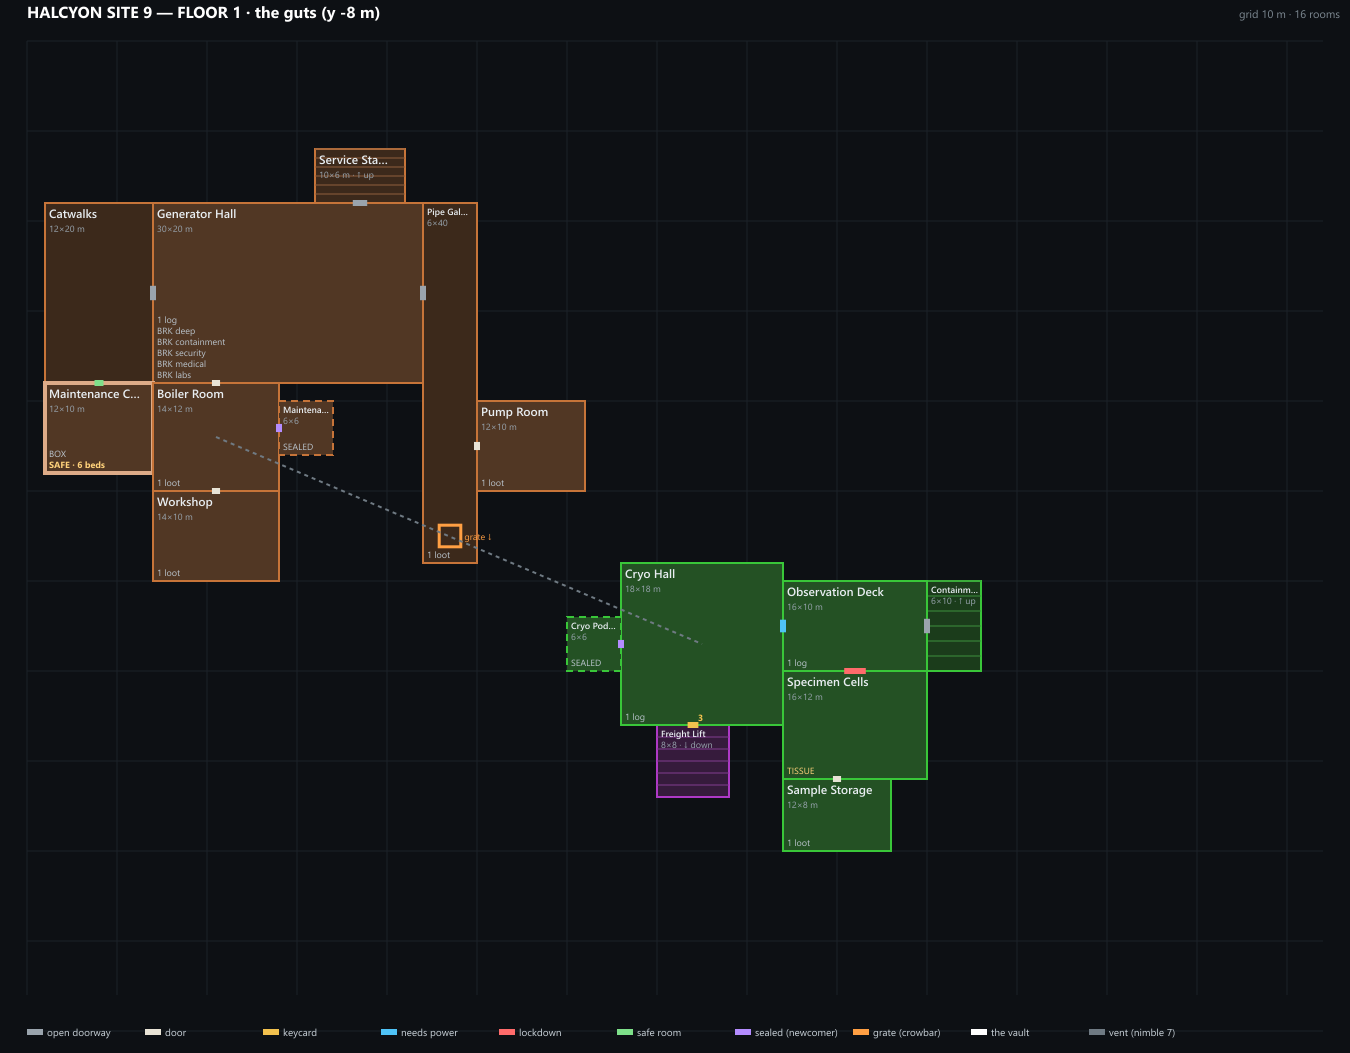 HALCYON SITE 9 — FLOOR 1 · the guts (y -8 m)
grid 10 m · 16 rooms
Service Sta...
10×6 m · ↑ up
Catwalks
12×20 m
Generator Hall
30×20 m
Pipe Gal...
6×40
1 log
BRK deep
BRK containment
BRK security
BRK medical
BRK labs
Maintenance C...
12×10 m
BOX
SAFE · 6 beds
Boiler Room
14×12 m
1 loot
Maintena...
6×6
SEALED
Pump Room
12×10 m
1 loot
Workshop
14×10 m
1 loot
grate ↓
1 loot
Cryo Hall
18×18 m
1 log
3
Observation Deck
16×10 m
1 log
Containm...
6×10 · ↑ up
Cryo Pod...
6×6
SEALED
Specimen Cells
16×12 m
TISSUE
Freight Lift
8×8 · ↓ down
Sample Storage
12×8 m
1 loot
open doorway
door
keycard
needs power
lockdown
safe room
sealed (newcomer)
grate (crowbar)
the vault
vent (nimble 7)